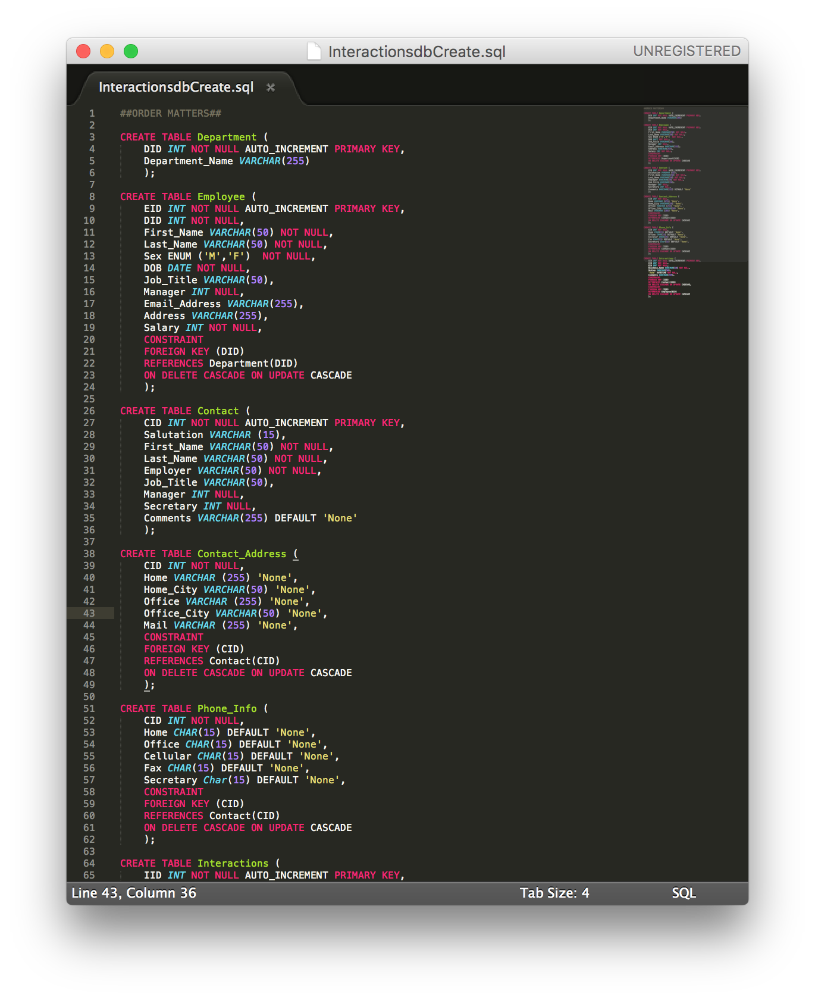 InteractionsdbCreate.sql
UNREGISTERED
InteractionsdbCreate.sql ×
1 ##ORDER MATTERS##
2
3 CREATE TABLE Department (
4 DID INT NOT NULL AUTO_INCREMENT PRIMARY KEY,
5 Department_Name VARCHAR(255)
6 );
7
8 CREATE TABLE Employee (
9 EID INT NOT NULL AUTO_INCREMENT PRIMARY KEY,
10 DID INT NOT NULL,
11 First_Name VARCHAR(50) NOT NULL,
12 Last_Name VARCHAR(50) NOT NULL,
13 Sex ENUM ('M','F')  NOT NULL,
14 DOB DATE NOT NULL,
15 Job_Title VARCHAR(50),
16 Manager INT NULL,
17 Email_Address VARCHAR(255),
18 Address VARCHAR(255),
19 Salary INT NOT NULL,
20 CONSTRAINT
21 FOREIGN KEY (DID)
22 REFERENCES Department(DID)
23 ON DELETE CASCADE ON UPDATE CASCADE
24 );
25
26 CREATE TABLE Contact (
27 CID INT NOT NULL AUTO_INCREMENT PRIMARY KEY,
28 Salutation VARCHAR (15),
29 First_Name VARCHAR(50) NOT NULL,
30 Last_Name VARCHAR(50) NOT NULL,
31 Employer VARCHAR(50) NOT NULL,
32 Job_Title VARCHAR(50),
33 Manager INT NULL,
34 Secretary INT NULL,
35 Comments VARCHAR(255) DEFAULT 'None'
36 );
37
38 CREATE TABLE Contact_Address (
39 CID INT NOT NULL,
40 Home VARCHAR (255) 'None',
41 Home_City VARCHAR(50) 'None',
42 Office VARCHAR (255) 'None',
43 Office_City VARCHAR(50) 'None',
44 Mail VARCHAR (255) 'None',
45 CONSTRAINT
46 FOREIGN KEY (CID)
47 REFERENCES Contact(CID)
48 ON DELETE CASCADE ON UPDATE CASCADE
49 );
50
51 CREATE TABLE Phone_Info (
52 CID INT NOT NULL,
53 Home CHAR(15) DEFAULT 'None',
54 Office CHAR(15) DEFAULT 'None',
55 Cellular CHAR(15) DEFAULT 'None',
56 Fax CHAR(15) DEFAULT 'None',
57 Secretary Char(15) DEFAULT 'None',
58 CONSTRAINT
59 FOREIGN KEY (CID)
60 REFERENCES Contact(CID)
61 ON DELETE CASCADE ON UPDATE CASCADE
62 );
63
64 CREATE TABLE Interactions (
65 IID INT NOT NULL AUTO_INCREMENT PRIMARY KEY,
Line 43, Column 36
Tab Size: 4
SQL